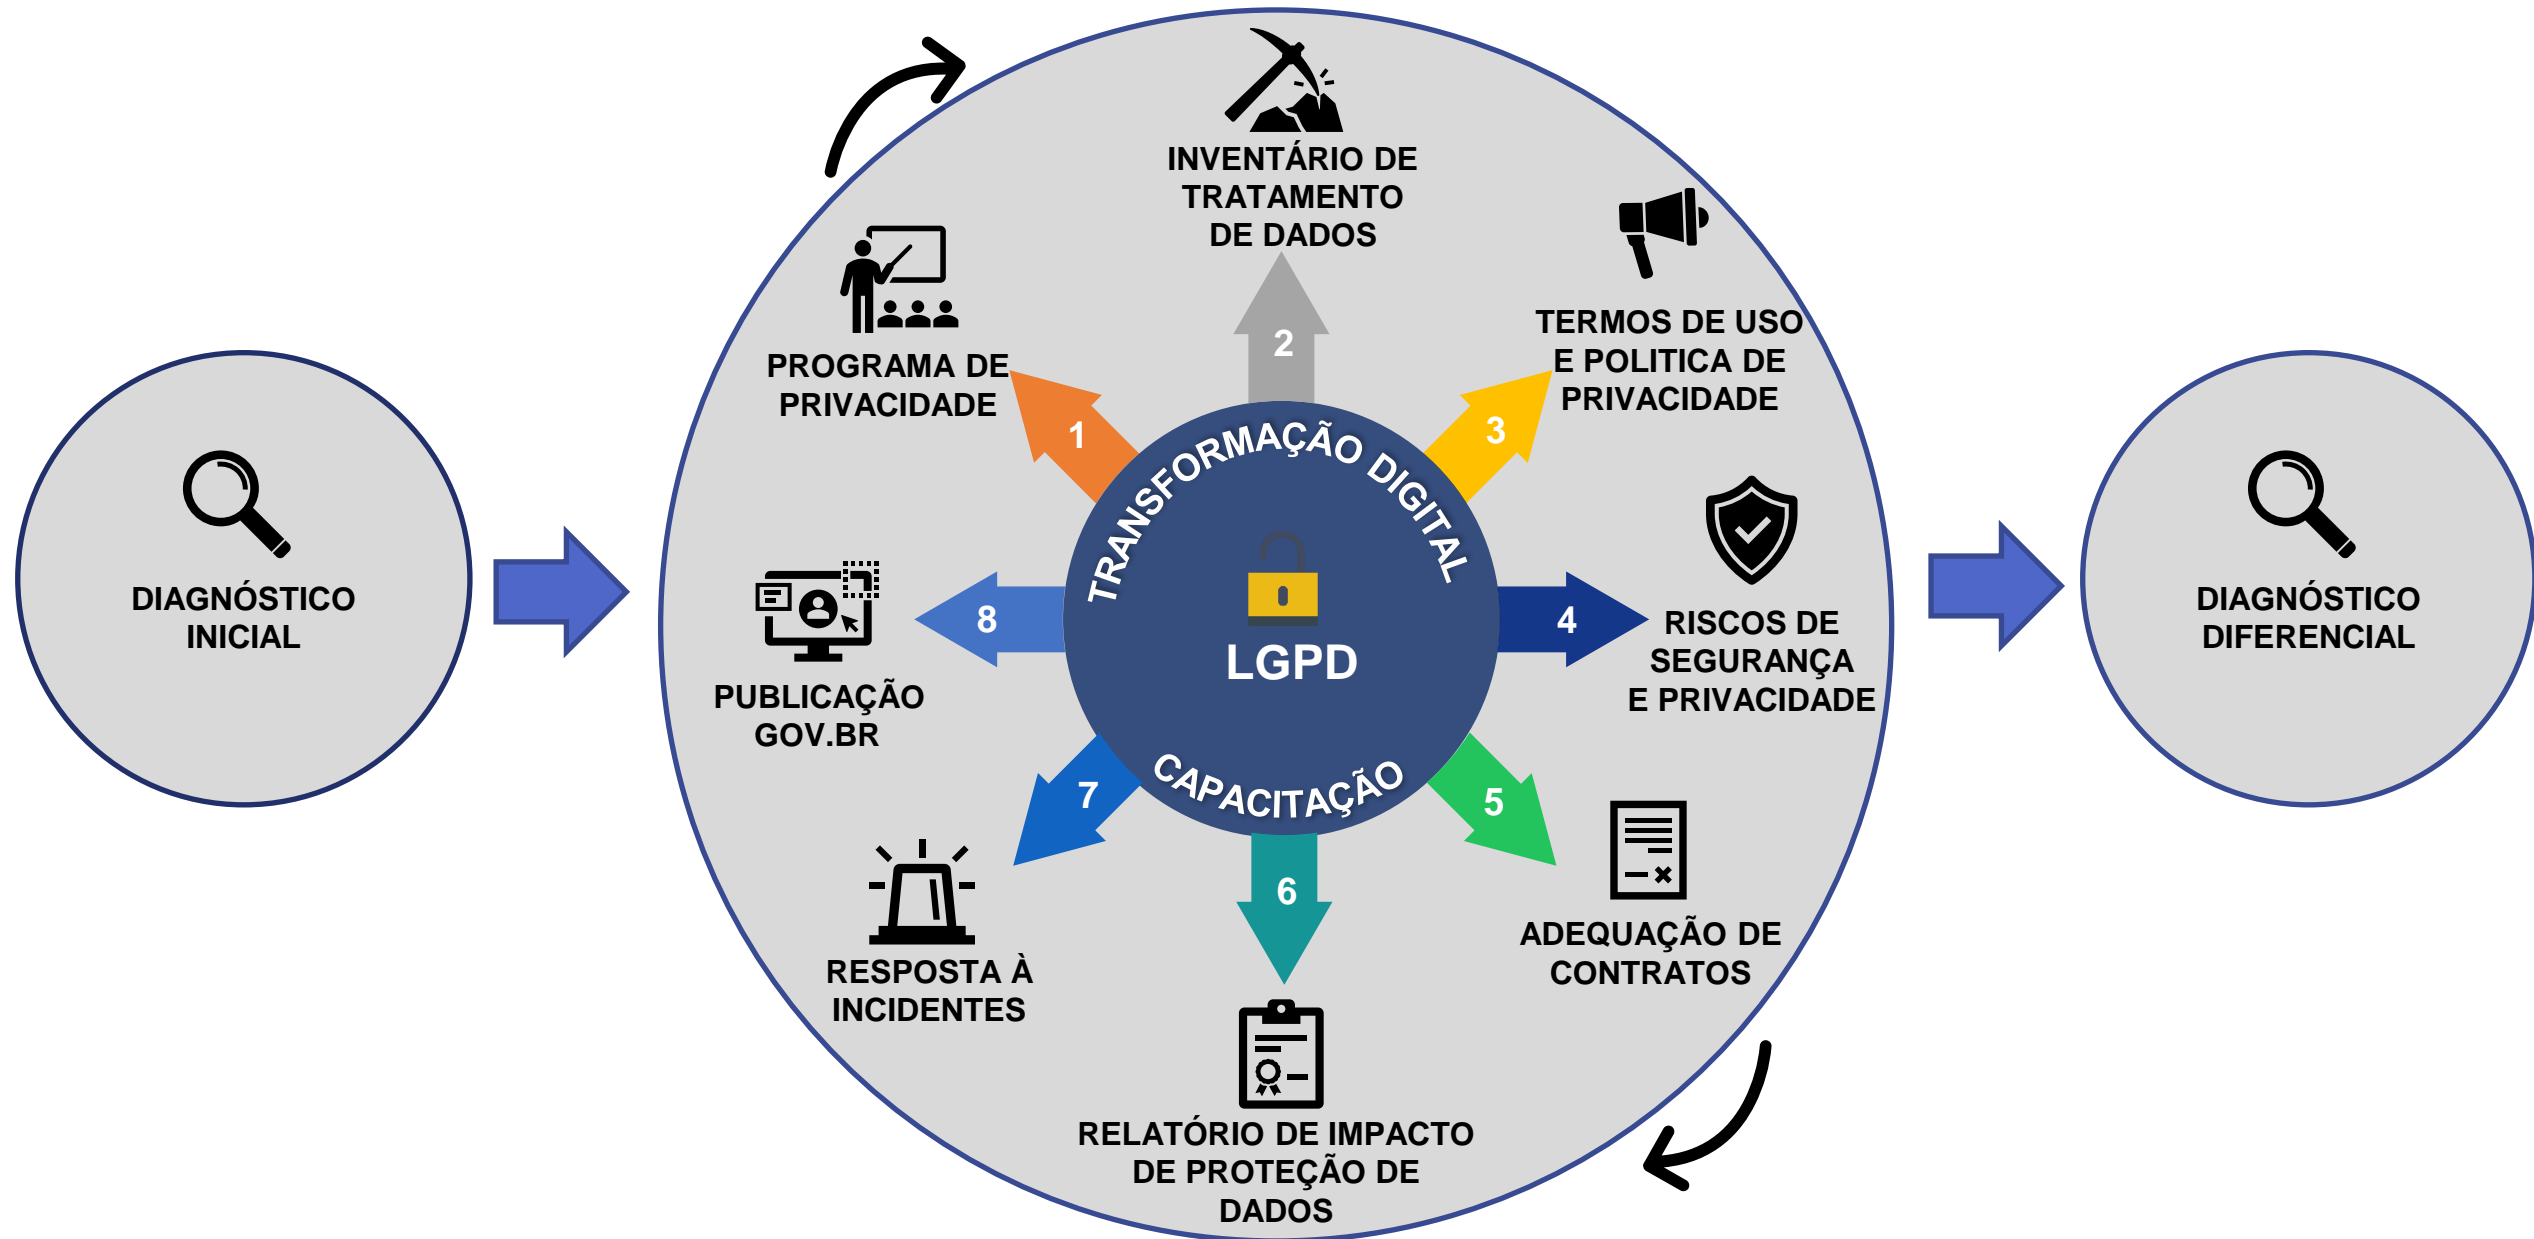 DIAGNÓSTICO
INICIAL
PROGRAMA DE
PRIVACIDADE
1
INVENTÁRIO DE
TRATAMENTO
DE DADOS
2
TERMOS DE USO
E POLITICA DE
PRIVACIDADE
3
RISCOS DE
SEGURANÇA
E PRIVACIDADE
4
ADEQUAÇÃO DE
CONTRATOS
5
RELATÓRIO DE IMPACTO
DE PROTEÇÃO DE
DADOS
6
RESPOSTA À
INCIDENTES
7
PUBLICAÇÃO
GOV.BR
8
TRANSFORMAÇÃO DIGITAL
LGPD
CAPACITAÇÃO
DIAGNÓSTICO
DIFERENCIAL